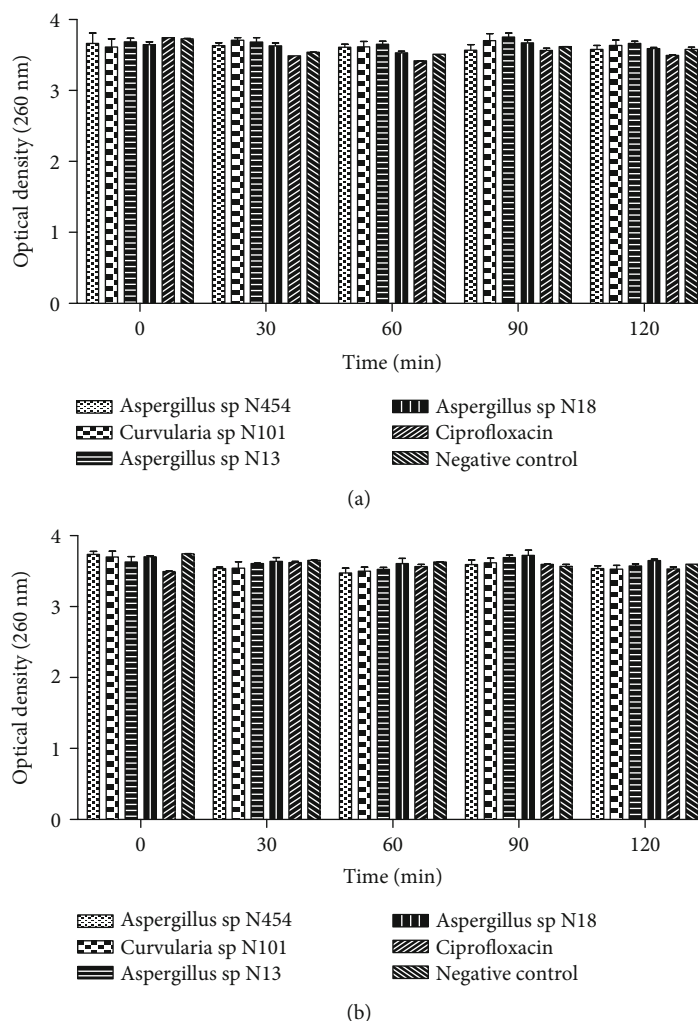 4
3
2
1
0
Optical density (260 nm)
0 30 60 90 120
Time (min)
Aspergillus sp N454 Aspergillus sp N18
Curvularia sp N101 Ciprofloxacin
Aspergillus sp N13 Negative control
(a)
4
3
2
1
0
Optical density (260 nm)
0 30 60 90 120
Time (min)
Aspergillus sp N454 Aspergillus sp N18
Curvularia sp N101 Ciprofloxacin
Aspergillus sp N13 Negative control
(b)